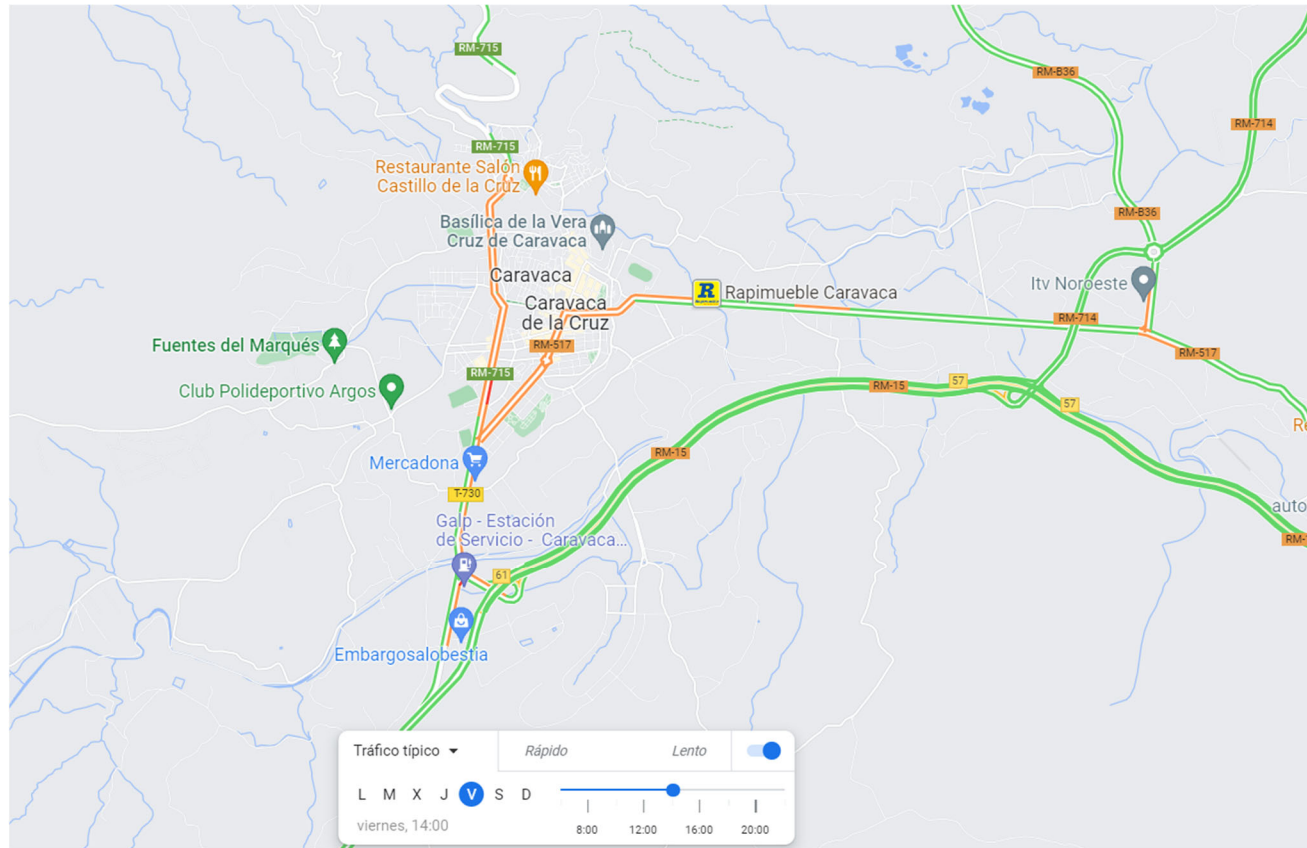 RM-715
RM-B36
RM-714
RM-715
Restaurante Salón
Castillo de la Cruz
RM-B36
Basílica de la Vera
Cruz de Caravaca
Caravaca
Itv Noroeste
R
Rapimueble Caravaca
Caravaca
de la Cruz
RM-714
RM-517
Fuentes del Marqués
RM-517
RM-715
57
RM-15
Club Polideportivo Argos
57
Re
RM-15
Mercadona
T-730
auto
Galp - Estación
de Servicio - Caravaca...
RM-
61
Embargosalobestia
Tráfico típico
Rápido
Lento
L M X J V S D
viernes, 14:00
8:00 12:00 16:00 20:00